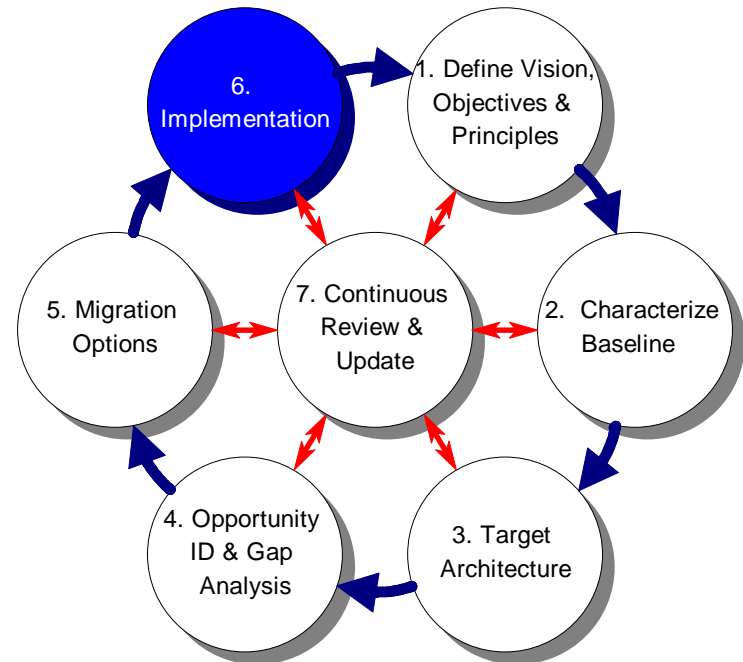 1. Define Vision,
Objectives &
Principles
2. Characterize
Baseline
3. Target
Architecture
4. Opportunity
ID & Gap
Analysis
5. Migration
Options
6.
Implementation
7. Continuous
Review &
Update